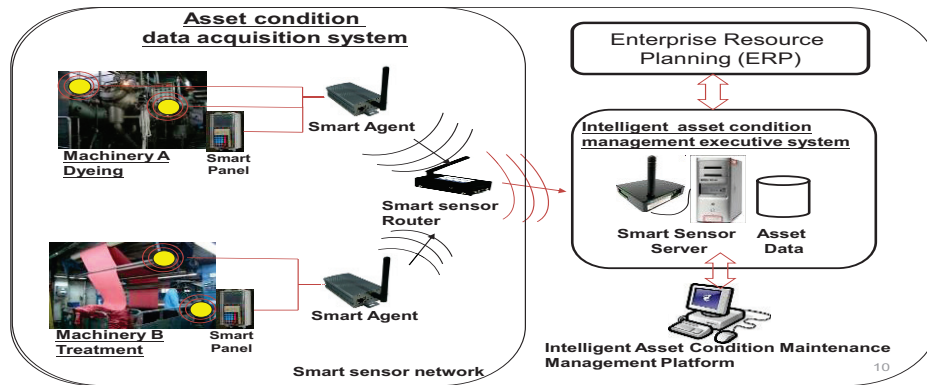 Asset condition
data acquisition system
Smart Agent
Machinery A
Dyeing
Smart
Panel
Smart sensor
Router
Machinery B
Treatment
Smart
Panel
Smart Agent
Smart sensor network
Enterprise Resource
Planning (ERP)
Intelligent asset condition
management executive system
Smart Sensor
Server
Asset
Data
Intelligent Asset Condition Maintenance
Management Platform
10